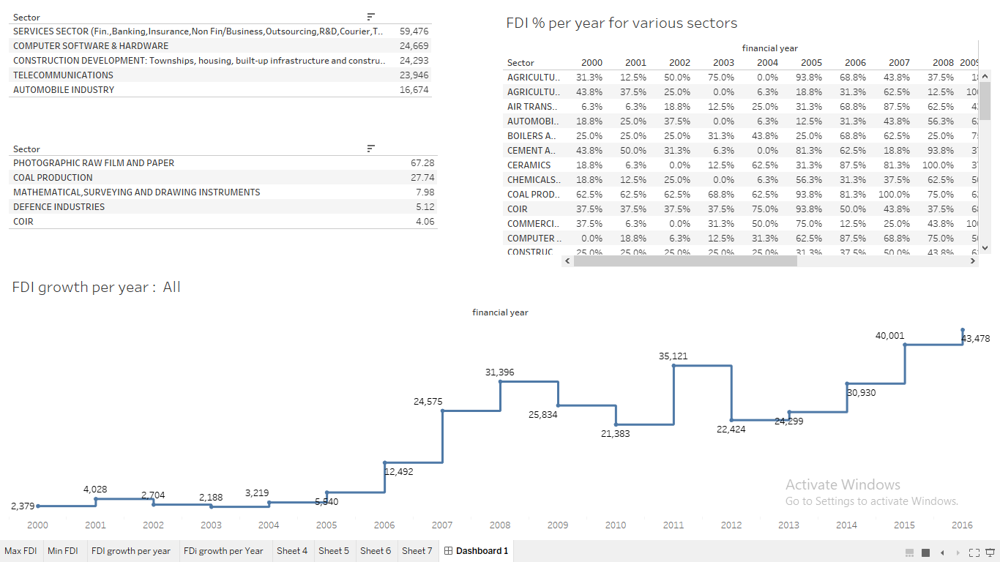 Sector
SERVICES SECTOR (Fin.,Banking,Insurance,Non Fin/Business,Outsourcing,R&D,Courier,T.. 59,476
COMPUTER SOFTWARE & HARDWARE 24,669
CONSTRUCTION DEVELOPMENT: Townships, housing, built-up infrastructure and constru.. 24,293
TELECOMMUNICATIONS 23,946
AUTOMOBILE INDUSTRY 16,674
Sector
PHOTOGRAPHIC RAW FILM AND PAPER 67.28
COAL PRODUCTION 27.74
MATHEMATICAL,SURVEYING AND DRAWING INSTRUMENTS 7.98
DEFENCE INDUSTRIES 5.12
COIR 4.06
FDI % per year for various sectors
financial year
Sector 2000 2001 2002 2003 2004 2005 2006 2007 2008 2009
AGRICULTU.. 31.3% 12.5% 50.0% 75.0% 0.0% 93.8% 68.8% 43.8% 37.5%
AGRICULTU.. 43.8% 37.5% 25.0% 0.0% 6.3% 18.8% 31.3% 62.5% 12.5% 10
AIR TRANS.. 6.3% 6.3% 18.8% 12.5% 25.0% 31.3% 68.8% 87.5% 62.5% 4
AUTOMOBI.. 18.8% 25.0% 37.5% 0.0% 6.3% 12.5% 31.3% 43.8% 56.3% 6
BOILERS A.. 25.0% 25.0% 25.0% 31.3% 43.8% 25.0% 68.8% 62.5% 25.0% 7
CEMENT A.. 43.8% 50.0% 31.3% 6.3% 0.0% 81.3% 62.5% 18.8% 93.8% 3
CERAMICS 18.8% 6.3% 0.0% 12.5% 62.5% 31.3% 87.5% 81.3% 100.0% 3
CHEMICALS.. 18.8% 12.5% 25.0% 0.0% 6.3% 56.3% 31.3% 37.5% 62.5% 5
COAL PROD.. 62.5% 62.5% 62.5% 68.8% 62.5% 93.8% 81.3% 100.0% 75.0% 6
COIR 37.5% 37.5% 37.5% 37.5% 75.0% 93.8% 50.0% 43.8% 37.5% 6
COMMERCI.. 37.5% 6.3% 0.0% 31.3% 50.0% 75.0% 12.5% 25.0% 43.8% 10
COMPUTER .. 0.0% 18.8% 6.3% 12.5% 31.3% 62.5% 87.5% 68.8% 75.0% 5
CONSTRUC 25.0% 25.0% 25.0% 25.0% 25.0% 31.3% 37.5% 50.0% 43.8% 6
FDI growth per year : All
financial year
2,379
4,028
2,704
2,188
3,219
5,540
12,492
24,575
31,396
25,834
21,383
35,121
22,424
24,299
30,930
40,001
43,478
2000 2001 2002 2003 2004 2005 2006 2007 2008 2009 2010 2011 2012 2013 2014 2015 2016
Activate Windows
Go to Settings to activate Windows.
Max FDI Min FDI FDI growth per year FDi growth per Year Sheet 4 Sheet 5 Sheet 6 Sheet 7 Dashboard 1